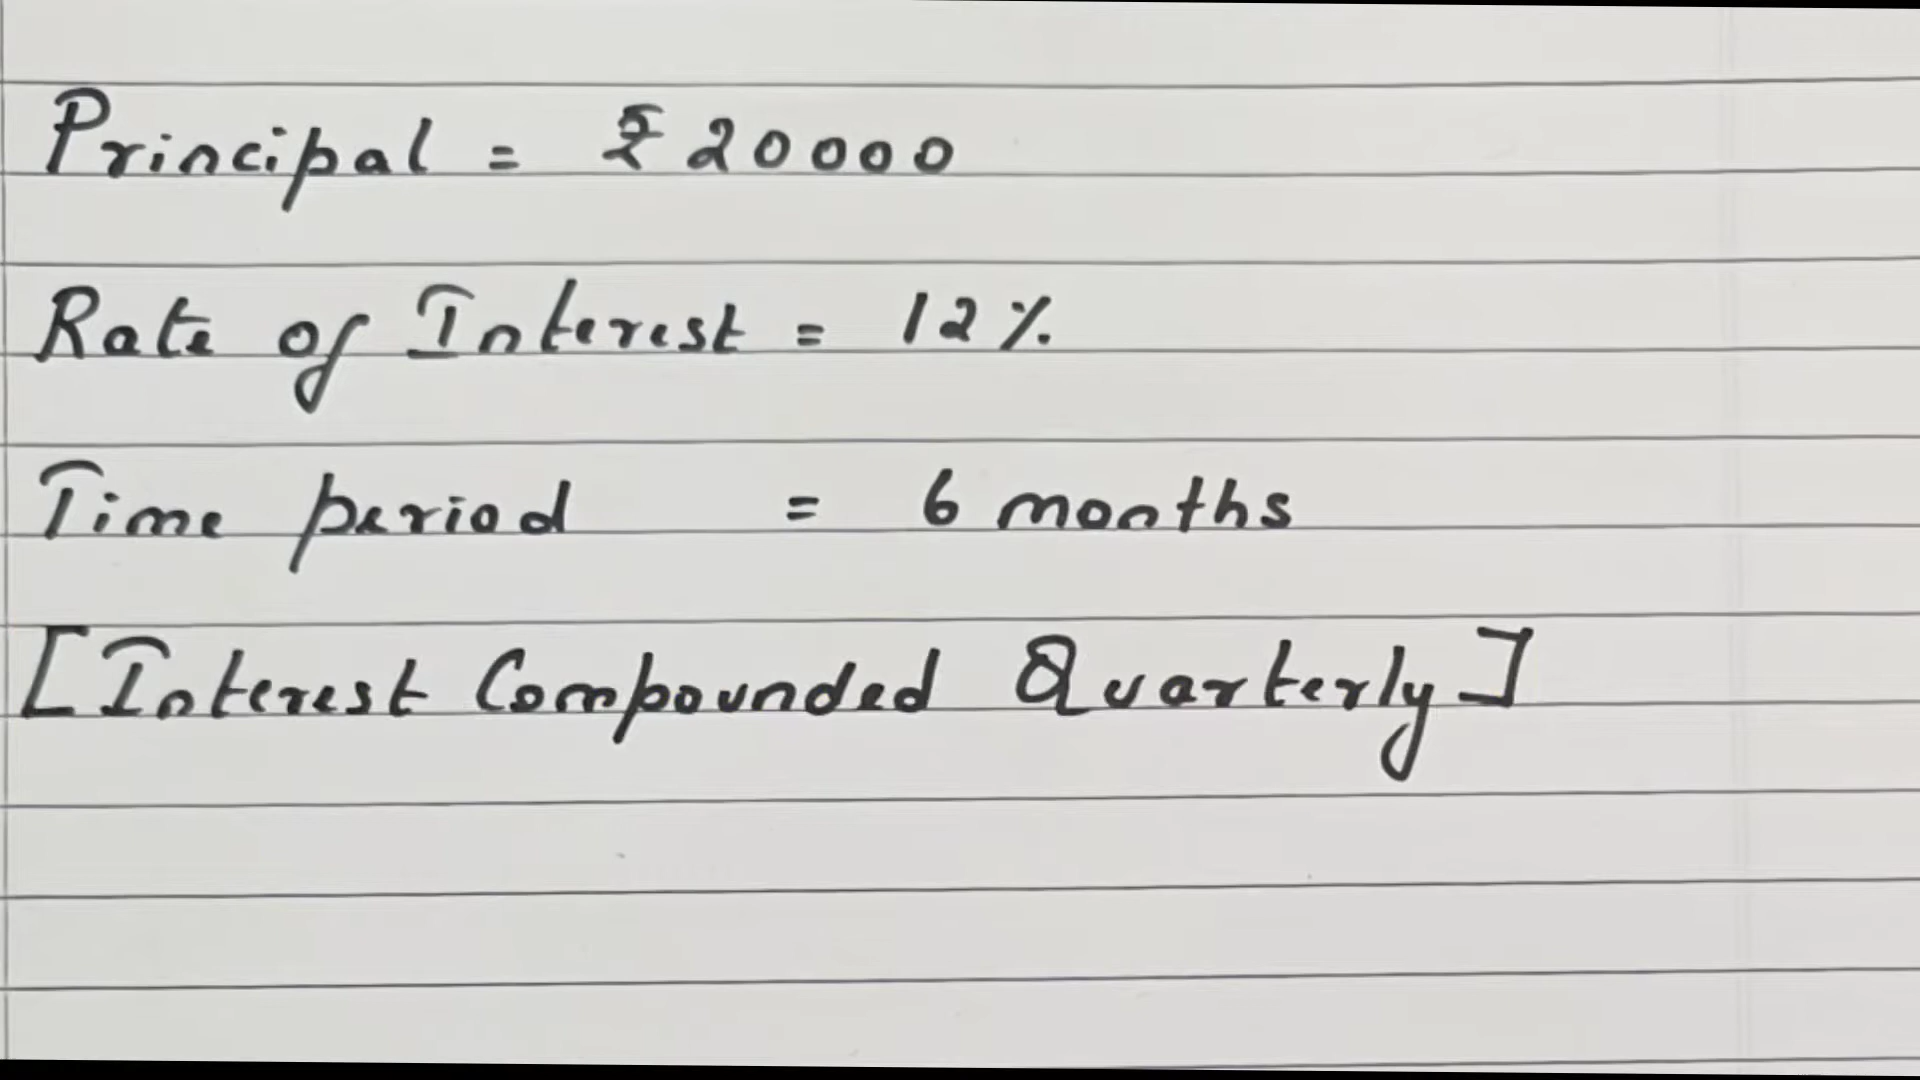 Principal = ₹ 20000
Rate of Interest = 12%
Time period = 6 months
[Interest Compounded Quarterly]